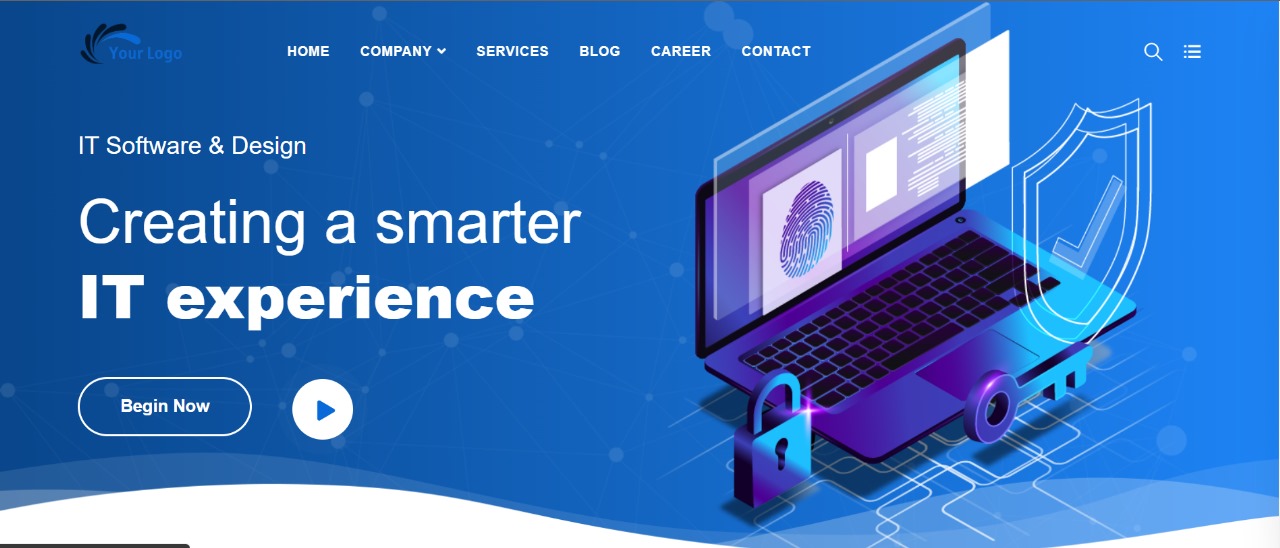 Your Logo
HOME COMPANY SERVICES BLOG CAREER CONTACT
IT Software & Design
Creating a smarter
IT experience
Begin Now